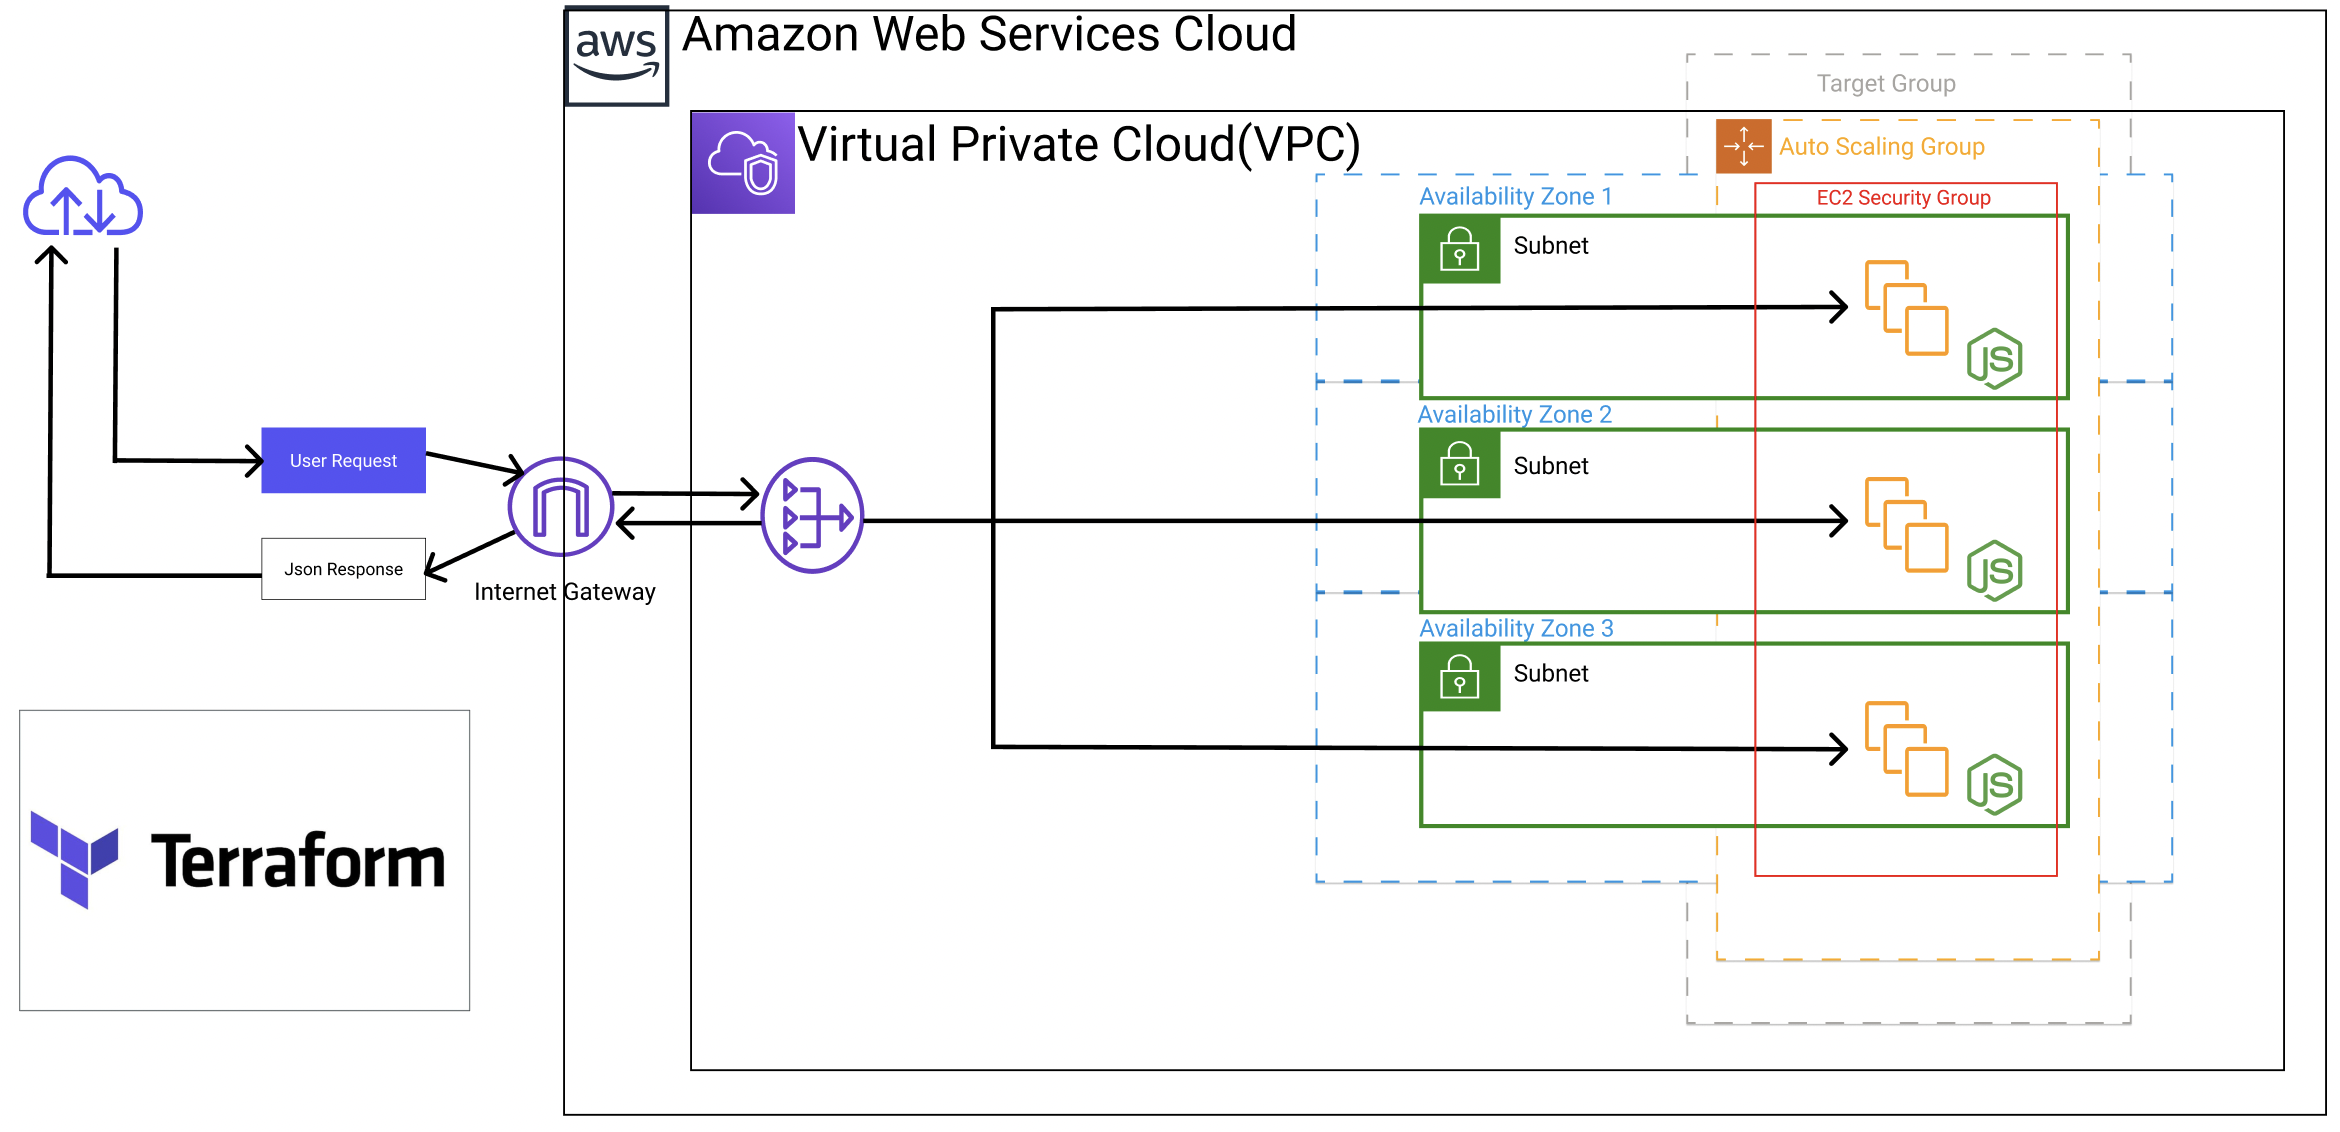 aws
Amazon Web Services Cloud
Target Group
Virtual Private Cloud(VPC)
Auto Scaling Group
Availability Zone 1
EC2 Security Group
Subnet
JS
Availability Zone 2
Subnet
JS
Availability Zone 3
Subnet
JS
User Request
Json Response
Internet Gateway
Terraform